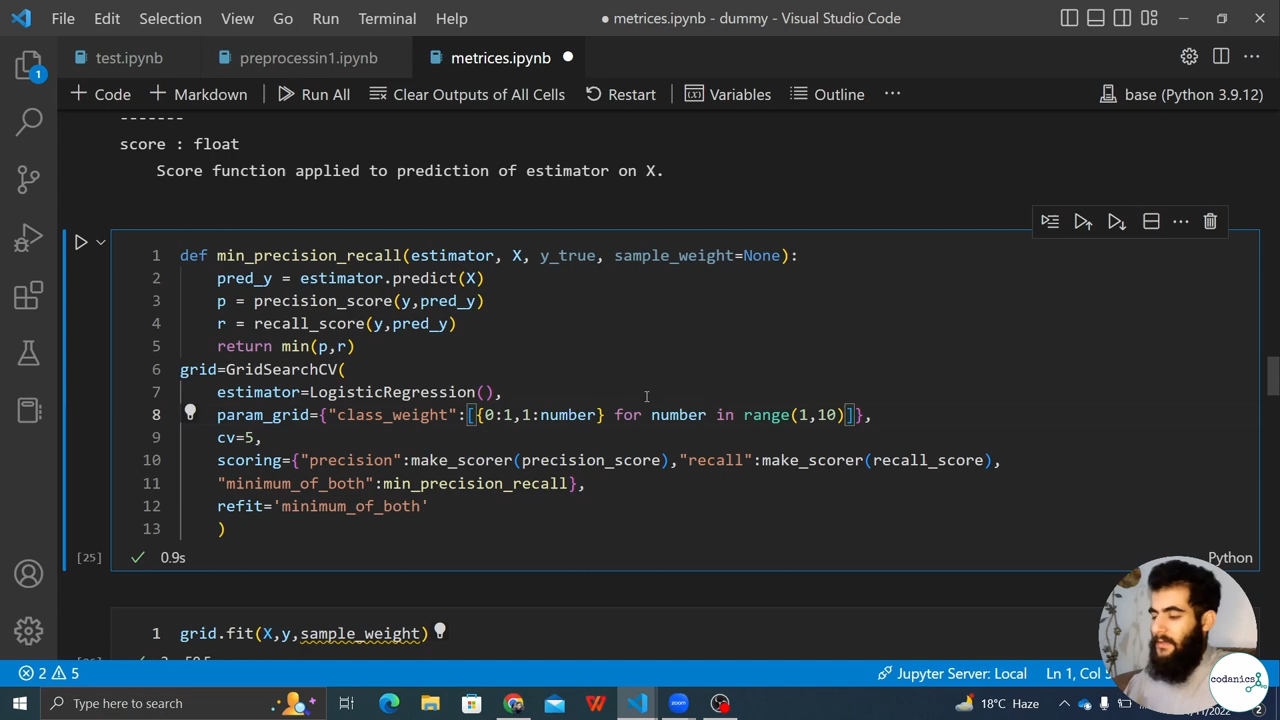 File Edit Selection View Go Run Terminal Help ● metrices.ipynb - dummy - Visual Studio Code
test.ipynb preprocessin1.ipynb metrices.ipynb
1
+ Code + Markdown Run All Clear Outputs of All Cells Restart Variables Outline ... base (Python 3.9.12)
-------
score : float
Score function applied to prediction of estimator on X.
1 def min_precision_recall(estimator, X, y_true, sample_weight=None):
2 pred_y = estimator.predict(X)
3 p = precision_score(y,pred_y)
4 r = recall_score(y,pred_y)
5 return min(p,r)
6 grid=GridSearchCV(
7 estimator=LogisticRegression(),
8 param_grid={"class_weight":[{0:1,1:number} for number in range(1,10)]},
9 cv=5,
10 scoring={"precision":make_scorer(precision_score),"recall":make_scorer(recall_score),
11 "minimum_of_both":min_precision_recall},
12 refit='minimum_of_both'
13 )
[25] ✓ 0.9s Python
1 grid.fit(X,y,sample_weight)
2 5 Jupyter Server: Local Ln 1, Col
codanics
Type here to search 18°C Haze 2